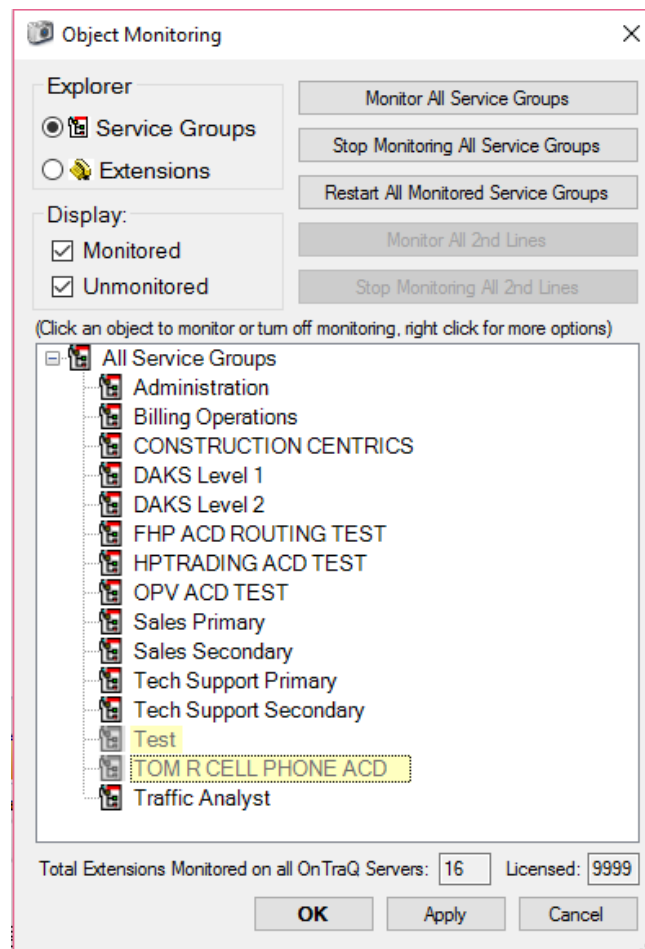 Object Monitoring
Explorer
Service Groups
Extensions
Monitor All Service Groups
Stop Monitoring All Service Groups
Restart All Monitored Service Groups
Monitor All 2nd Lines
Stop Monitoring All 2nd Lines
Display:
Monitored
Unmonitored
(Click an object to monitor or turn off monitoring, right click for more options)
All Service Groups
Administration
Billing Operations
CONSTRUCTION CENTRICS
DAKS Level 1
DAKS Level 2
FHP ACD ROUTING TEST
HPTRADING ACD TEST
OPV ACD TEST
Sales Primary
Sales Secondary
Tech Support Primary
Tech Support Secondary
Test
TOM R CELL PHONE ACD
Traffic Analyst
Total Extensions Monitored on all OnTraQ Servers: 16 Licensed: 9999
OK Apply Cancel